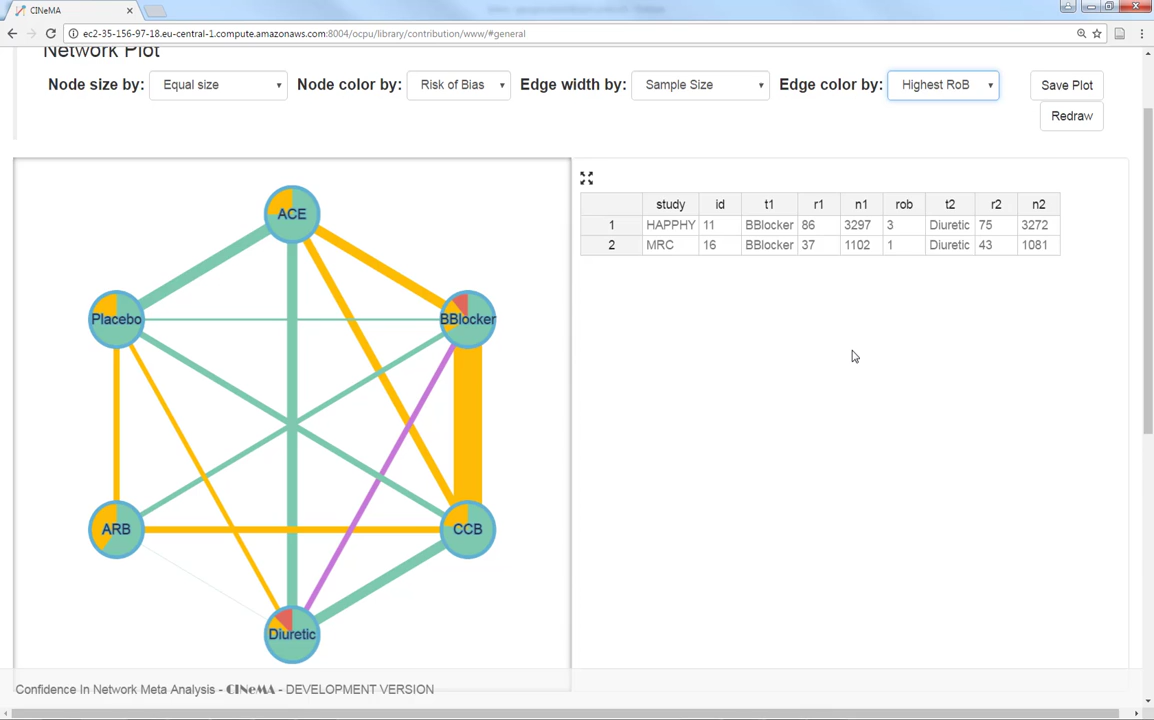 CINeMA
ec2-35-156-97-18.eu-central-1.compute.amazonaws.com:8004/ocpu/library/contribution/www/#general
Network Plot
Node size by: Equal size Node color by: Risk of Bias Edge width by: Sample Size Edge color by: Highest RoB Save Plot
Redraw
study id t1 r1 n1 rob t2 r2 n2
1 HAPPHY 11 BBlocker 86 3297 3 Diuretic 75 3272
2 MRC 16 BBlocker 37 1102 1 Diuretic 43 1081
ACE
Placebo
BBlocker
ARB
CCB
Diuretic
Confidence In Network Meta Analysis - CINeMA - DEVELOPMENT VERSION